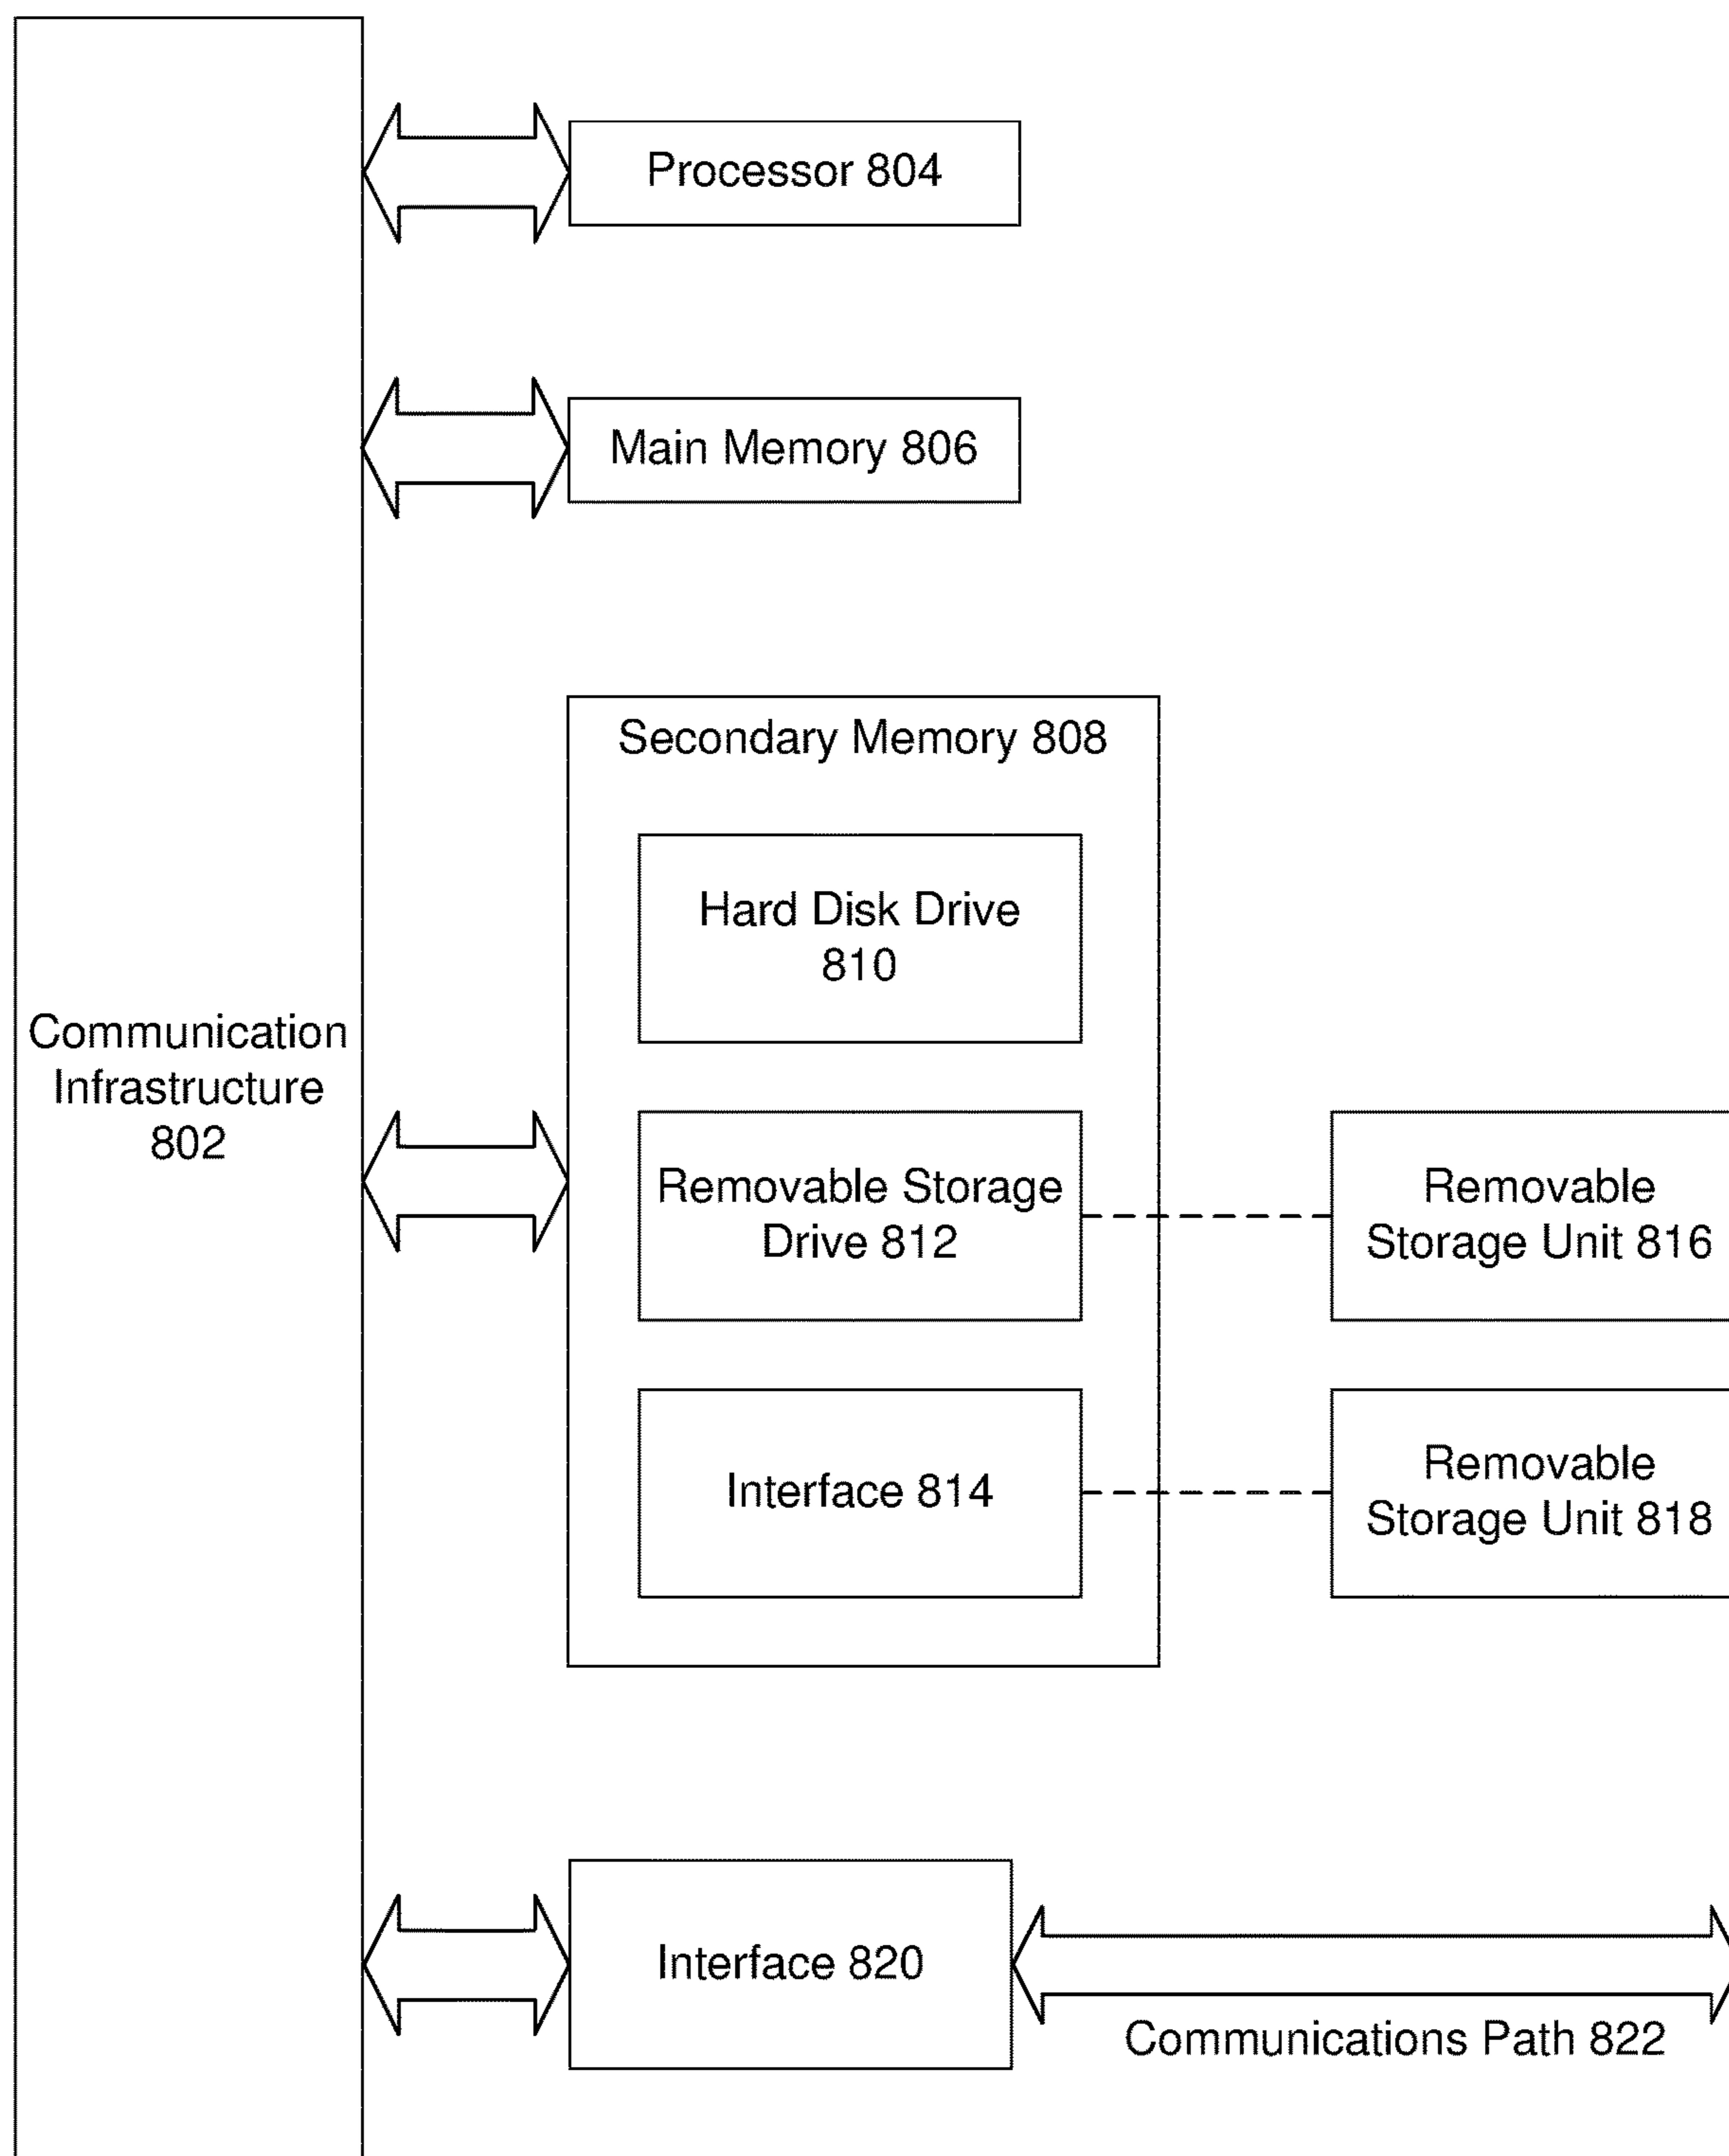 Processor 804
Main Memory 806
Secondary Memory 808
Hard Disk Drive
810
Communication
Infrastructure
802
Removable Storage
Drive 812
Removable
Storage Unit 816
Interface 814
Removable
Storage Unit 818
Interface 820
Communications Path 822